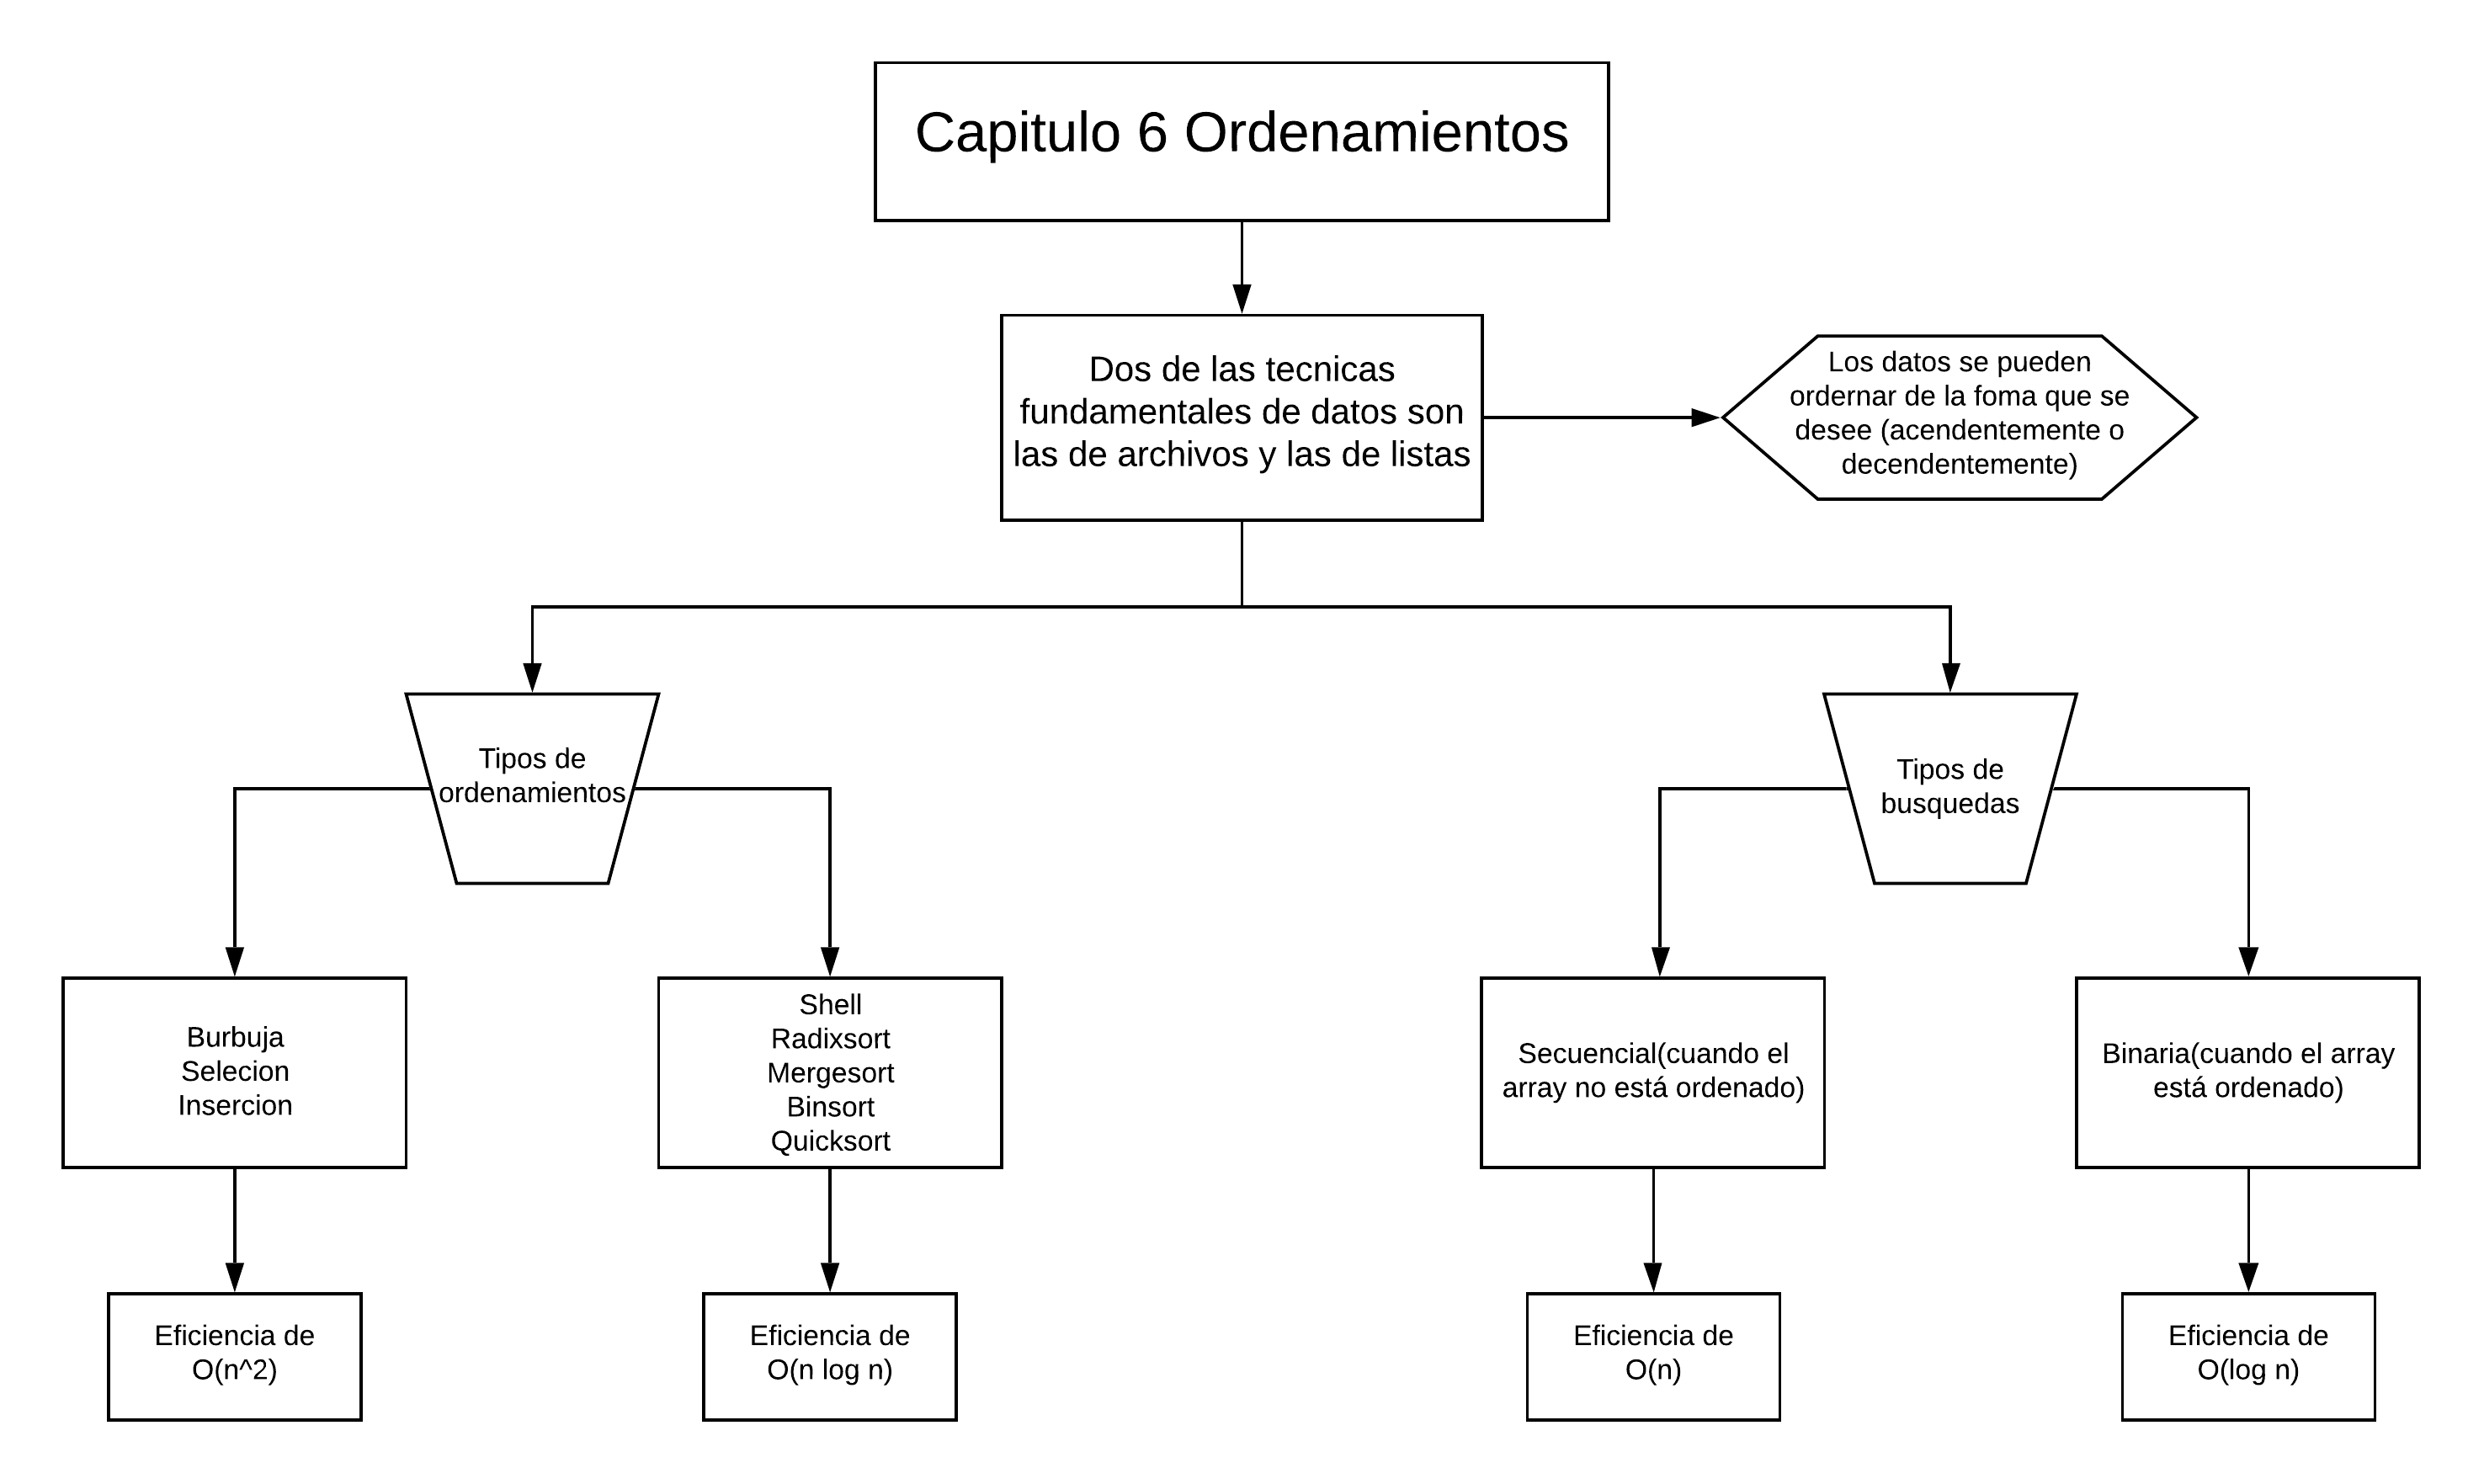 Capitulo 6 Ordenamientos
Dos de las tecnicas
fundamentales de datos son
las de archivos y las de listas
Los datos se pueden
ordernar de la foma que se
desee (acendentemente o
decendentemente)
Tipos de
ordenamientos
Tipos de
busquedas
Burbuja
Selecion
Insercion
Shell
Radixsort
Mergesort
Binsort
Quicksort
Secuencial(cuando el
array no está ordenado)
Binaria(cuando el array
está ordenado)
Eficiencia de
O(n^2)
Eficiencia de
O(n log n)
Eficiencia de
O(n)
Eficiencia de
O(log n)